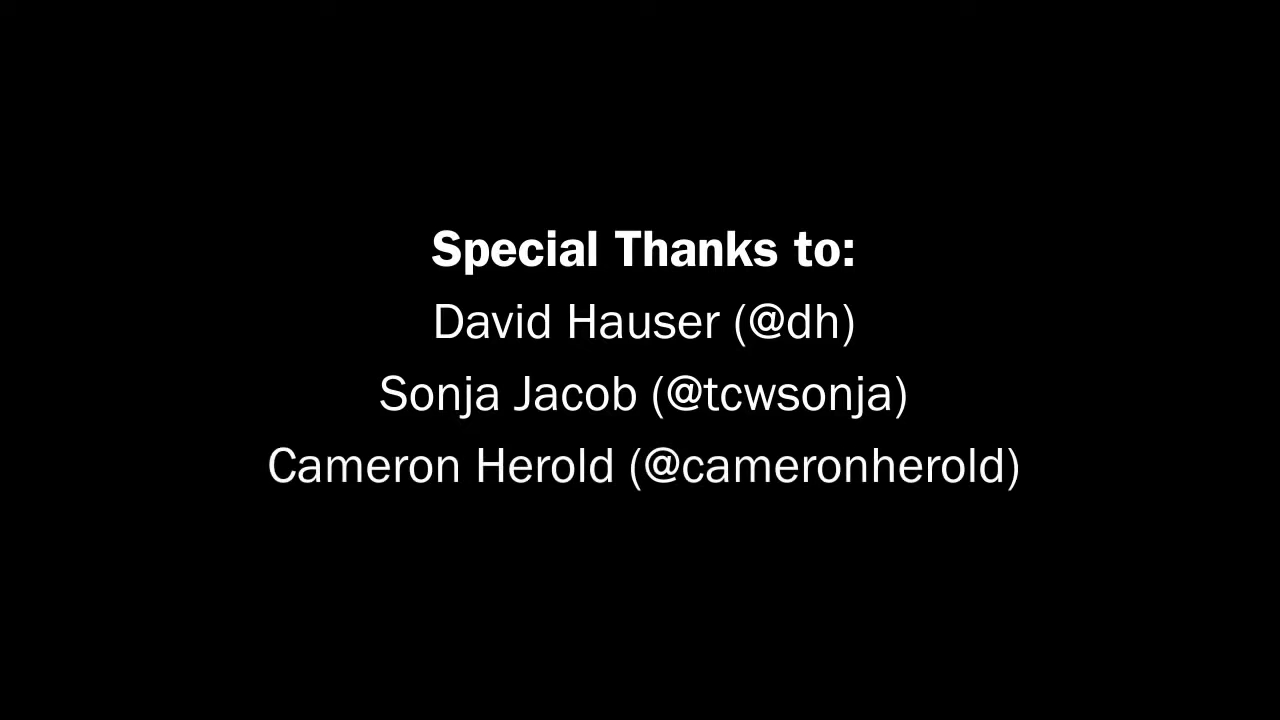 Special Thanks to:
David Hauser (@dh)
Sonja Jacob (@tcwsonja)
Cameron Herold (@cameronherold)